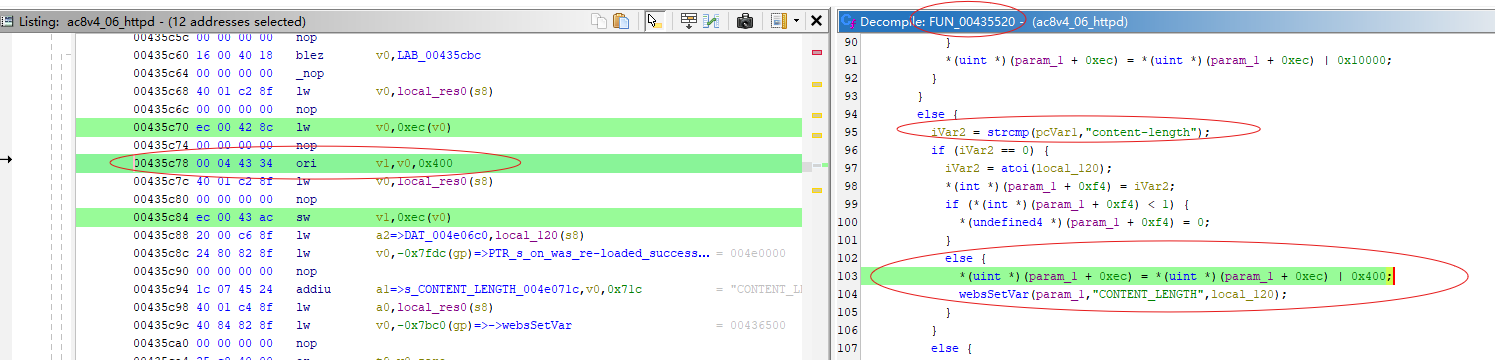 Listing: ac8v4_06_httpd - (12 addresses selected)
00435c5c 00 00 00 00 nop
00435c60 16 00 40 18 blez v0,LAB_00435cbc
00435c64 00 00 00 00 _nop
00435c68 40 01 c2 8f lw v0,local_res0(s8)
00435c6c 00 00 00 00 nop
00435c70 ec 00 42 8c lw v0,0xec(v0)
00435c74 00 00 00 00 nop
00435c78 00 04 43 34 ori v1,v0,0x400
00435c7c 40 01 c2 8f lw v0,local_res0(s8)
00435c80 00 00 00 00 nop
00435c84 ec 00 43 ac sw v1,0xec(v0)
00435c88 20 00 c6 8f lw a2=>DAT_004e06c0,local_120(s8)
00435c8c 24 80 82 8f lw v0,-0x7fdc(gp)=>PTR_s_on_was_re-loaded_success... = 004e0000
00435c90 00 00 00 00 nop
00435c94 1c 07 45 24 addiu a1=>s_CONTENT_LENGTH_004e071c,v0,0x71c = "CONTENT_LE
00435c98 40 01 c4 8f lw a0,local_res0(s8)
00435c9c 40 84 82 8f lw v0,-0x7bc0(gp)=>->websSetVar = 00436500
00435ca0 00 00 00 00 nop
Decompile: FUN_00435520 - (ac8v4_06_httpd)
90 }
91 *(uint *)(param_1 + 0xec) = *(uint *)(param_1 + 0xec) | 0x10000;
92 }
93 }
94 else {
95 iVar2 = strcmp(pcVar1,"content-length");
96 if (iVar2 == 0) {
97 iVar2 = atoi(local_120);
98 *(int *)(param_1 + 0xf4) = iVar2;
99 if (*(int *)(param_1 + 0xf4) < 1) {
100 *(undefined4 *)(param_1 + 0xf4) = 0;
101 }
102 else {
103 *(uint *)(param_1 + 0xec) = *(uint *)(param_1 + 0xec) | 0x400;
104 websSetVar(param_1,"CONTENT_LENGTH",local_120);
105 }
106 }
107 else {